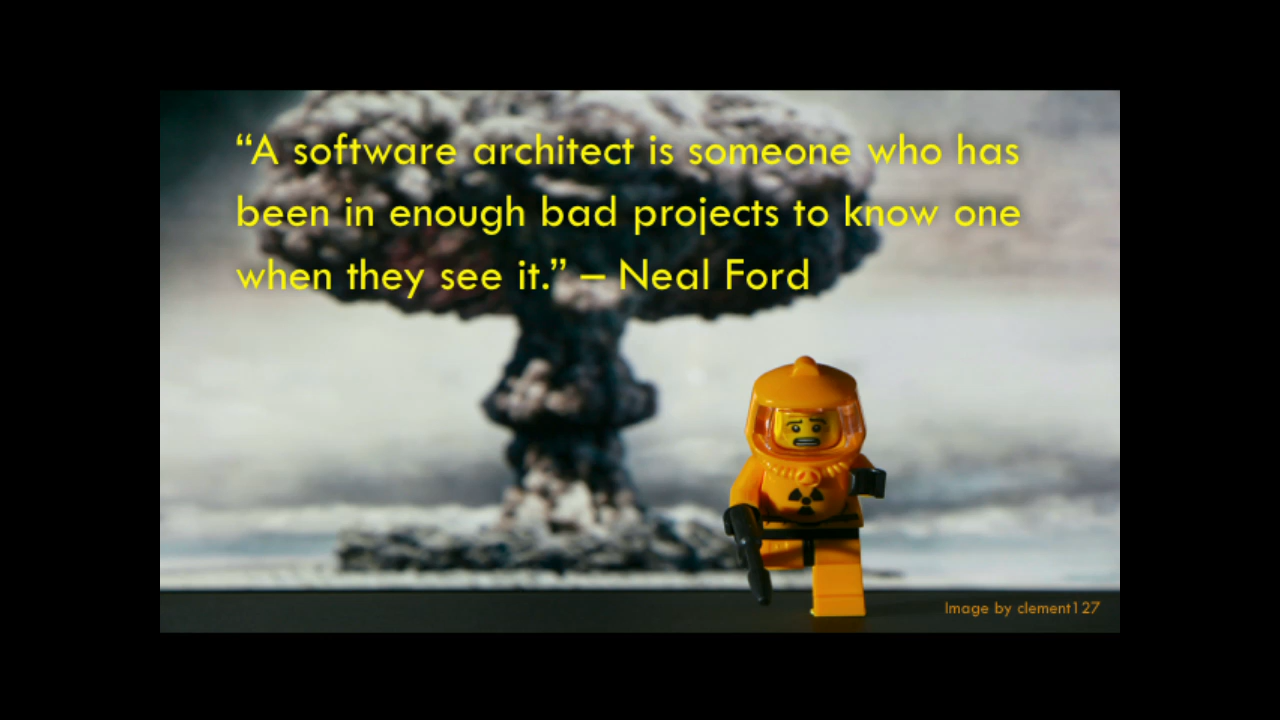 “A software architect is someone who has
been in enough bad projects to know one
when they see it.” – Neal Ford
Image by clement127